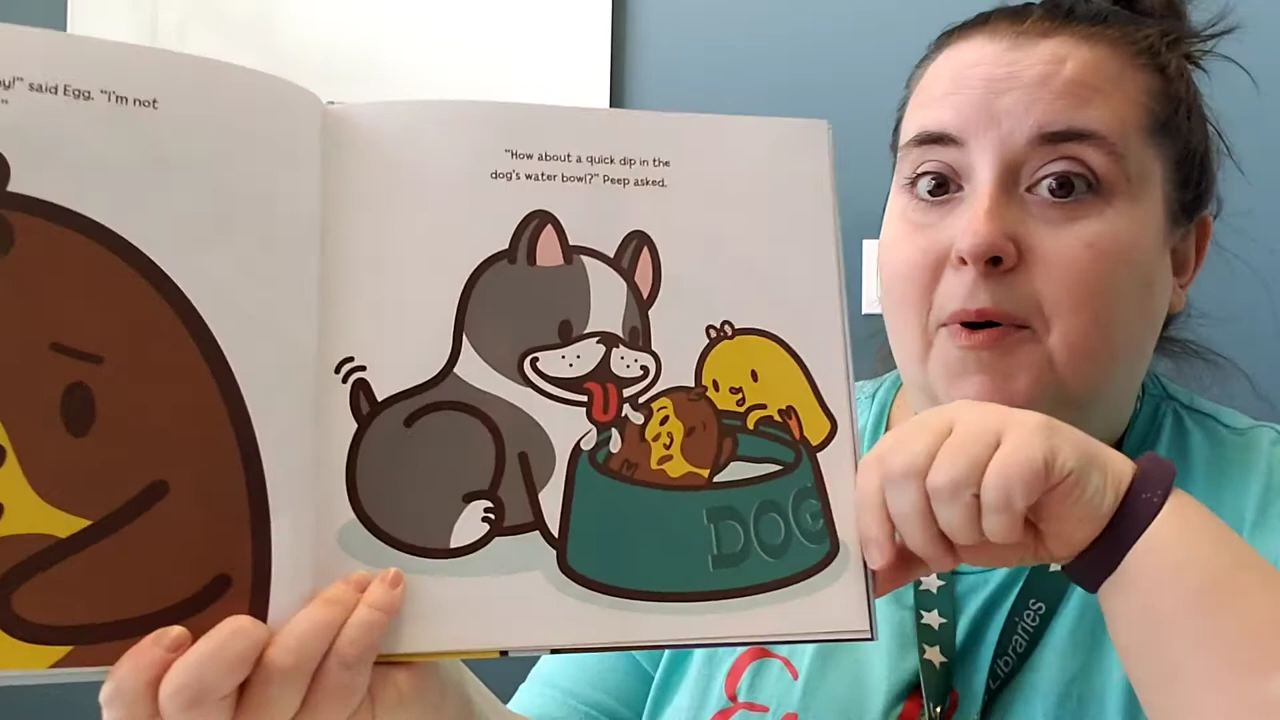 said Egg. "I'm not
"How about a quick dip in the
dog's water bowl?" Peep asked.
DOG
Libraries